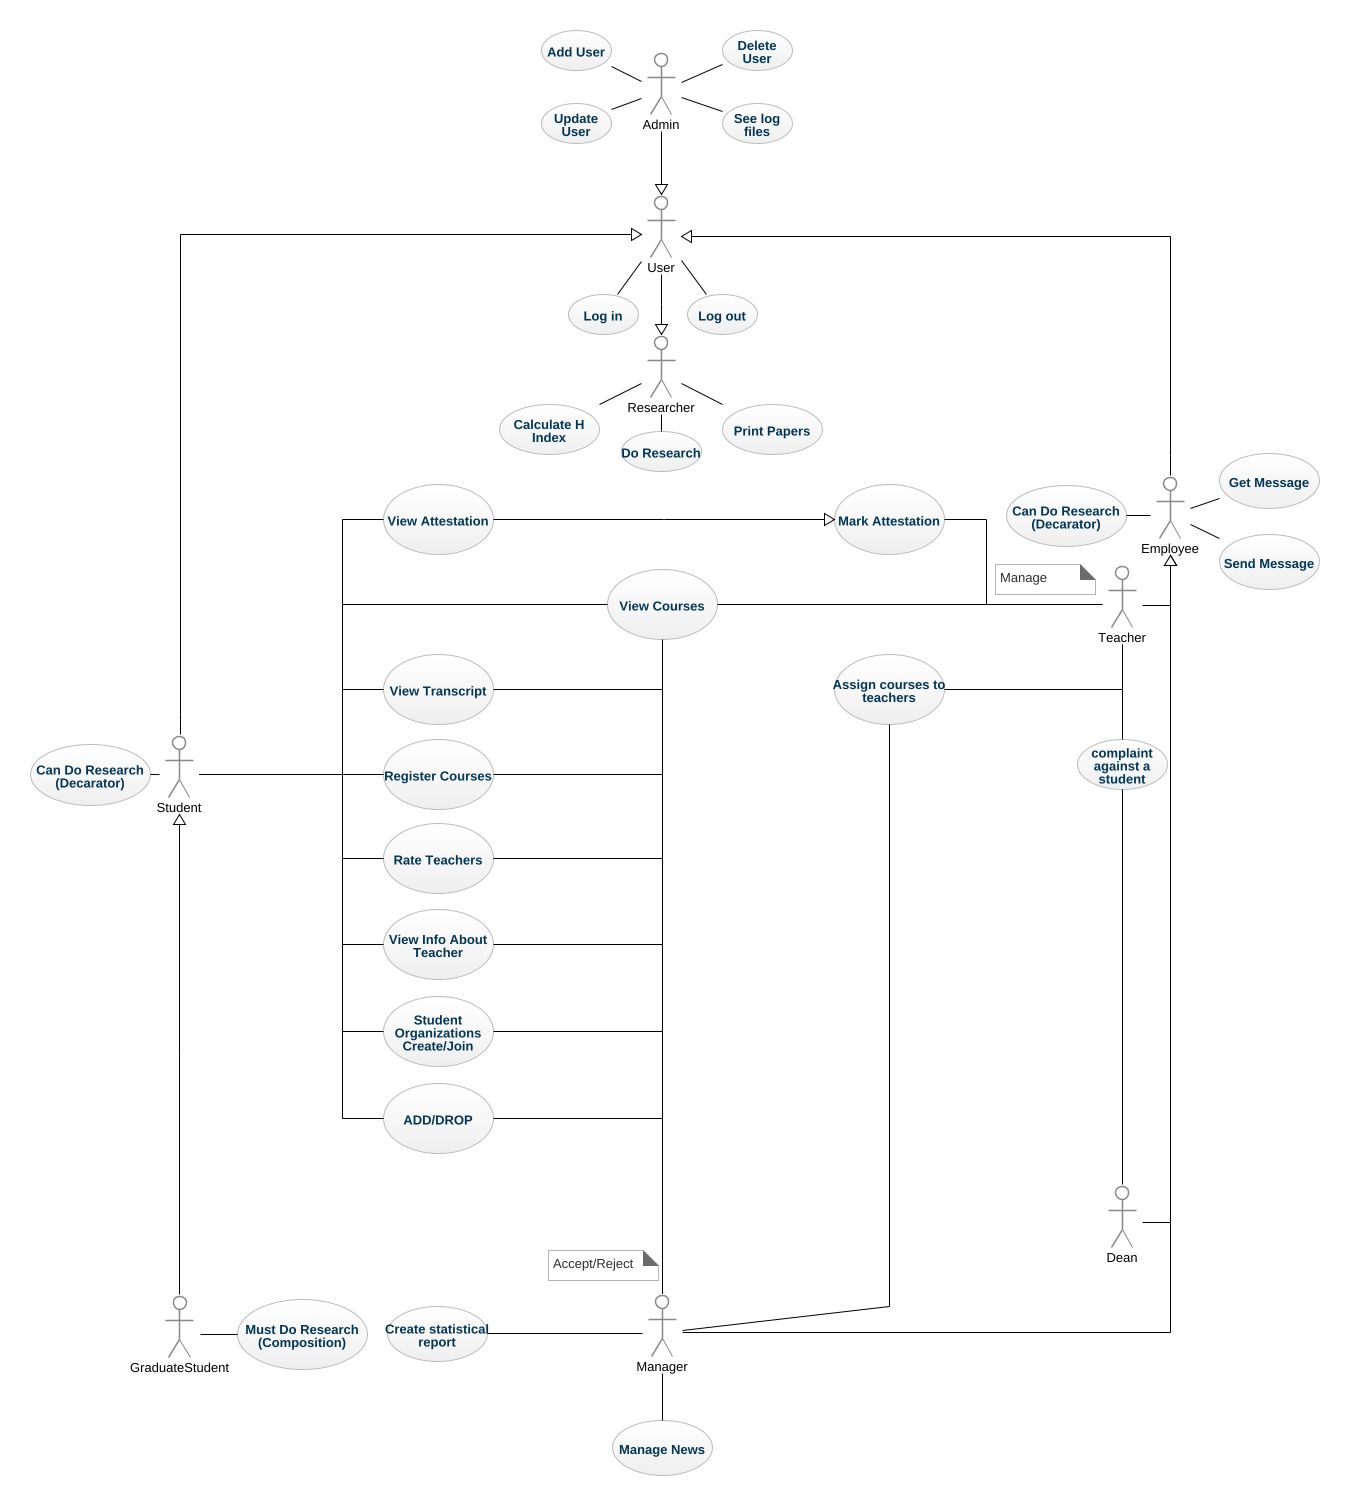 Add User
Delete
User
Update
User
See log
files
Admin
User
Log in
Log out
Researcher
Calculate H
Index
Do Research
Print Papers
Get Message
Can Do Research
(Decarator)
Employee
Send Message
View Attestation
Mark Attestation
Manage
View Courses
Teacher
View Transcript
Assign courses to
teachers
complaint
against a
student
Can Do Research
(Decarator)
Student
Register Courses
Rate Teachers
View Info About
Teacher
Student
Organizations
Create/Join
ADD/DROP
Dean
Accept/Reject
Must Do Research
(Composition)
GraduateStudent
Create statistical
report
Manager
Manage News